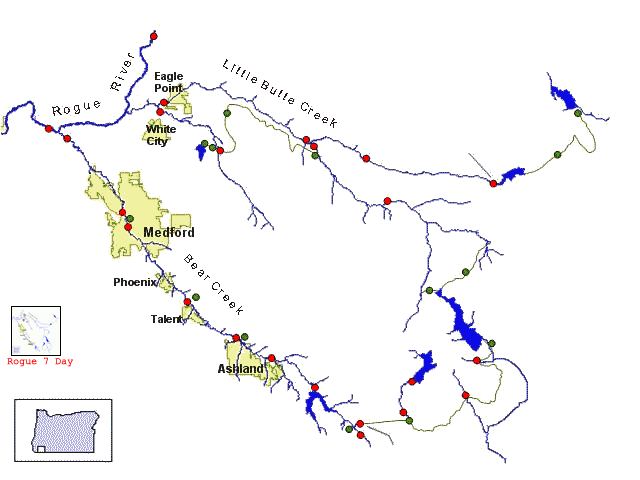 Eagle
Point
Rogue River
Little Butte Creek
White
City
Medford
Bear Creek
Phoenix
Talent
Ashland
Rogue 7 Day